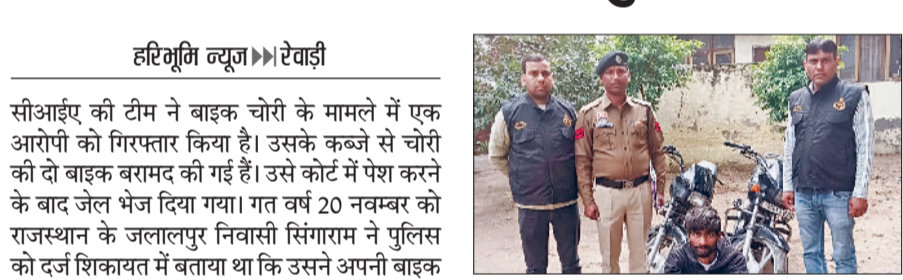 हरिभूमि न्यूज▶▶| रेवाड़ी
सीआईए की टीम ने बाइक चोरी के मामले में एक
आरोपी को गिरफ्तार किया है। उसके कब्जे से चोरी
की दो बाइक बरामद की गई हैं। उसे कोर्ट में पेश करने
के बाद जेल भेज दिया गया। गत वर्ष 20 नवम्बर को
राजस्थान के जलालपुर निवासी सिंगाराम ने पुलिस
को दर्ज शिकायत में बताया था कि उसने अपनी बाइक